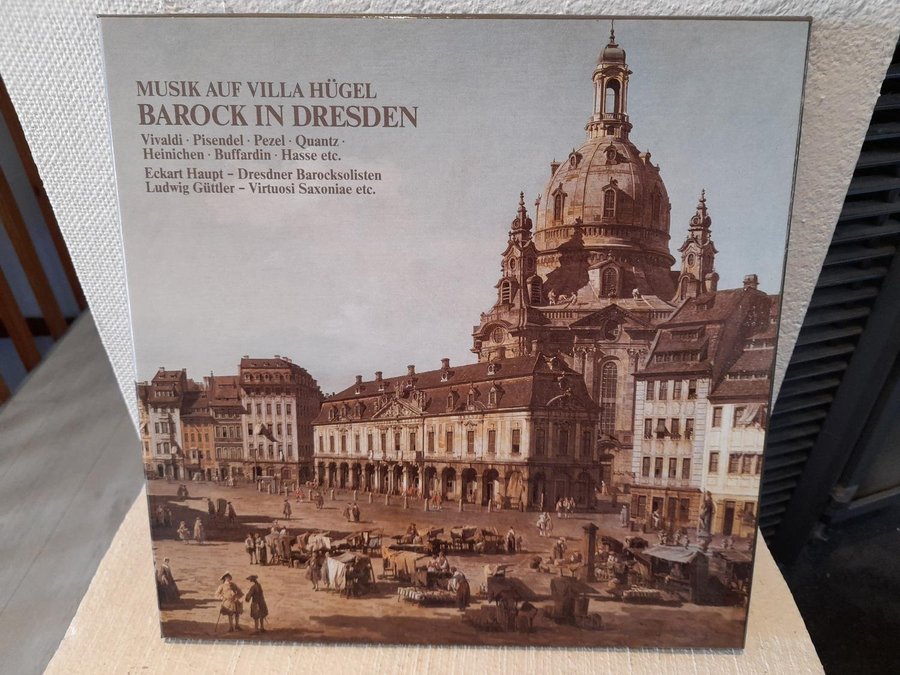 MUSIK AUF VILLA HÜGEL
BAROCK IN DRESDEN
Vivaldi · Pisendel · Pezel · Quantz ·
Heinichen · Buffardin · Hasse etc.
Eckart Haupt – Dresdner Barocksolisten
Ludwig Güttler – Virtuosi Saxoniae etc.